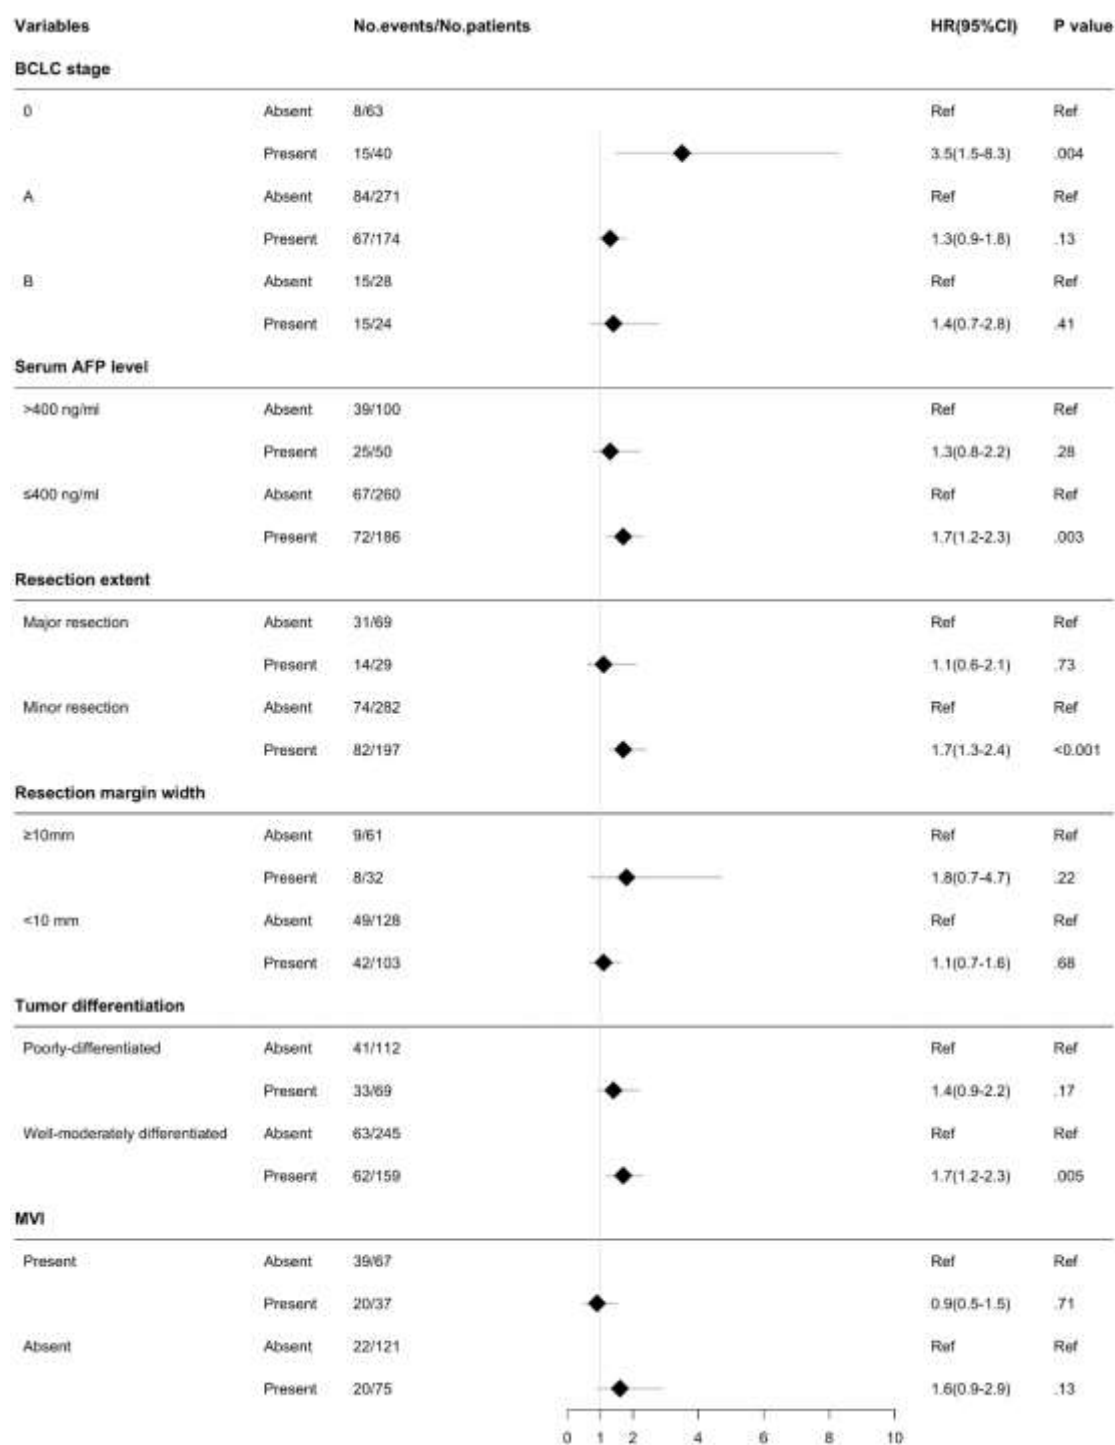 Variables No.events/No.patients HR(95%CI) P value
BCLC stage
0 Absent 8/63 Ref Ref
Present 15/40 3.5(1.5-8.3) .004
A Absent 84/271 Ref Ref
Present 67/174 1.3(0.9-1.8) .13
B Absent 15/28 Ref Ref
Present 15/24 1.4(0.7-2.8) .41
Serum AFP level
>400 ng/ml Absent 39/100 Ref Ref
Present 25/50 1.3(0.8-2.2) .28
≤400 ng/ml Absent 67/260 Ref Ref
Present 72/186 1.7(1.2-2.3) .003
Resection extent
Major resection Absent 31/69 Ref Ref
Present 14/29 1.1(0.6-2.1) .73
Minor resection Absent 74/282 Ref Ref
Present 82/197 1.7(1.3-2.4) <0.001
Resection margin width
≥10mm Absent 9/61 Ref Ref
Present 8/32 1.8(0.7-4.7) .22
<10 mm Absent 49/128 Ref Ref
Present 42/103 1.1(0.7-1.6) .68
Tumor differentiation
Poorly-differentiated Absent 41/112 Ref Ref
Present 33/69 1.4(0.9-2.2) .17
Well-moderately differentiated Absent 63/245 Ref Ref
Present 62/159 1.7(1.2-2.3) .005
MVI
Present Absent 39/67 Ref Ref
Present 20/37 0.9(0.5-1.5) .71
Absent Absent 22/121 Ref Ref
Present 20/75 1.6(0.9-2.9) .13
0 1 2 4 6 8 10